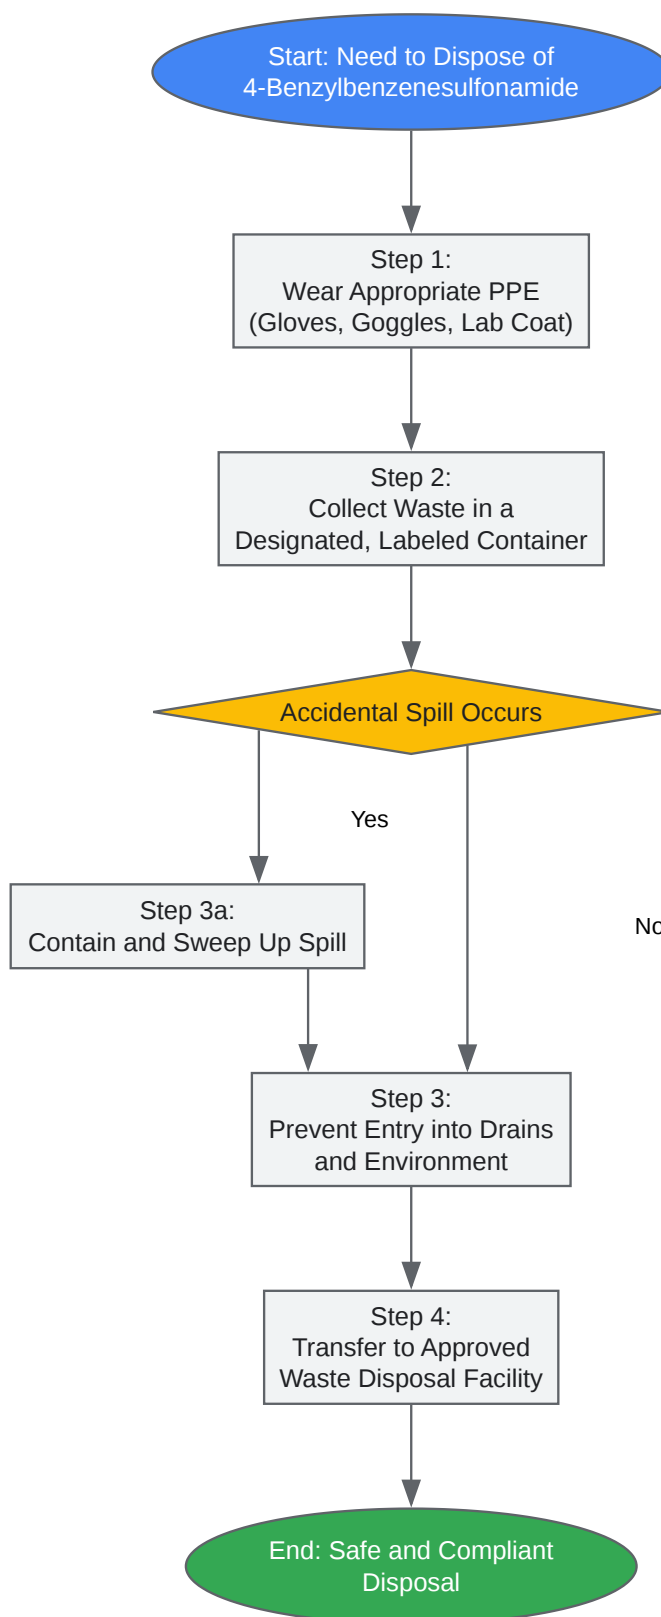 Start: Need to Dispose of
4-Benzylbenzenesulfonamide
Step 1:
Wear Appropriate PPE
(Gloves, Goggles, Lab Coat)
Step 2:
Collect Waste in a
Designated, Labeled Container
Accidental Spill Occurs
Yes
Step 3a:
Contain and Sweep Up Spill
No
Step 3:
Prevent Entry into Drains
and Environment
Step 4:
Transfer to Approved
Waste Disposal Facility
End: Safe and Compliant
Disposal